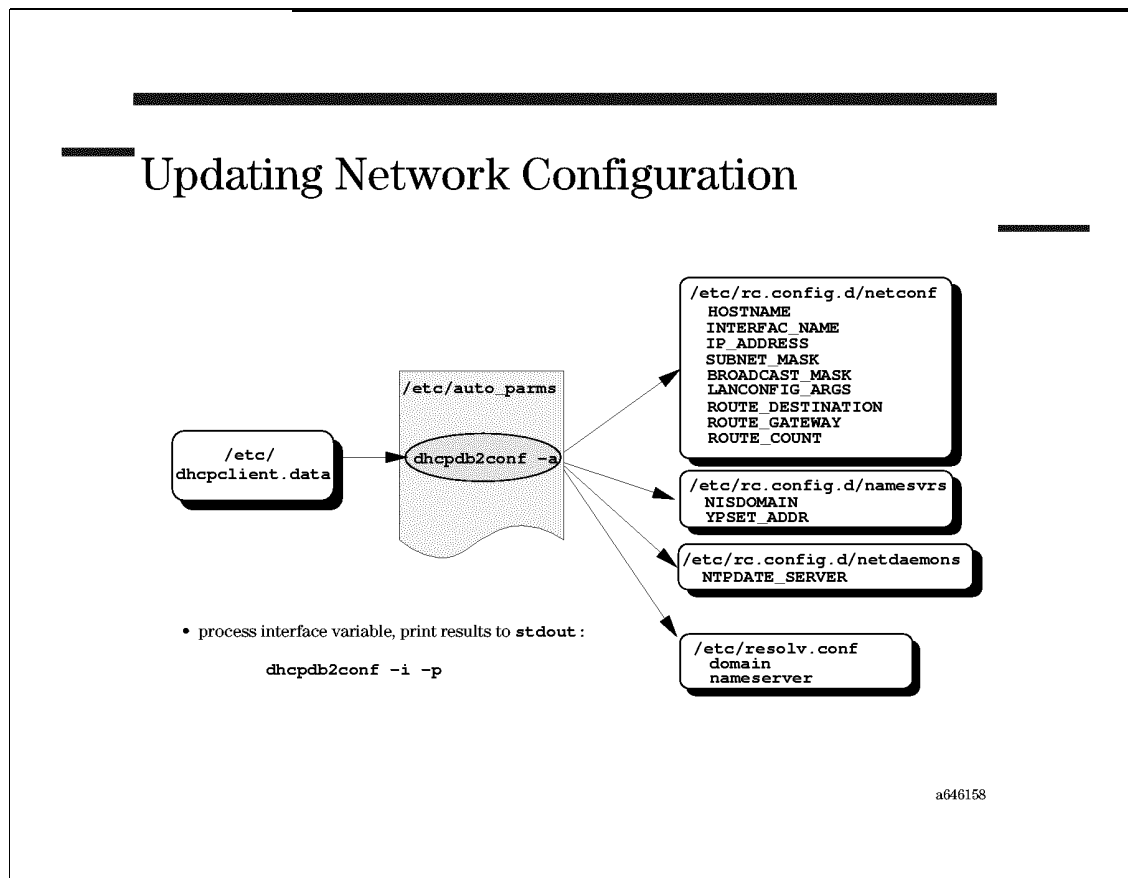 Updating Network Configuration
/etc/rc.config.d/netconf
HOSTNAME
INTERFAC_NAME
IP_ADDRESS
SUBNET_MASK
BROADCAST_MASK
LANCONFIG_ARGS
ROUTE_DESTINATION
ROUTE_GATEWAY
ROUTE_COUNT
/etc/auto_parms
dhcpdb2conf -a
/etc/
dhcpclient.data
/etc/rc.config.d/namesvrs
NISDOMAIN
YPSET_ADDR
/etc/rc.config.d/netdaemons
NTPDATE_SERVER
• process interface variable, print results to stdout:
dhcpdb2conf -i -p
/etc/resolv.conf
domain
nameserver
a646158